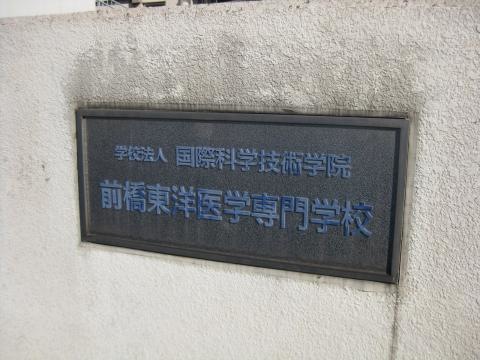 学校法人 国際科学技術学院
前橋東洋医学専門学校